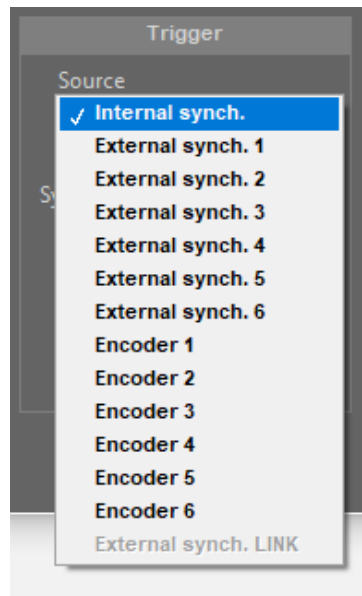 Trigger
Source
✓ Internal synch.
External synch. 1
External synch. 2
External synch. 3
External synch. 4
External synch. 5
External synch. 6
Encoder 1
Encoder 2
Encoder 3
Encoder 4
Encoder 5
Encoder 6
External synch. LINK